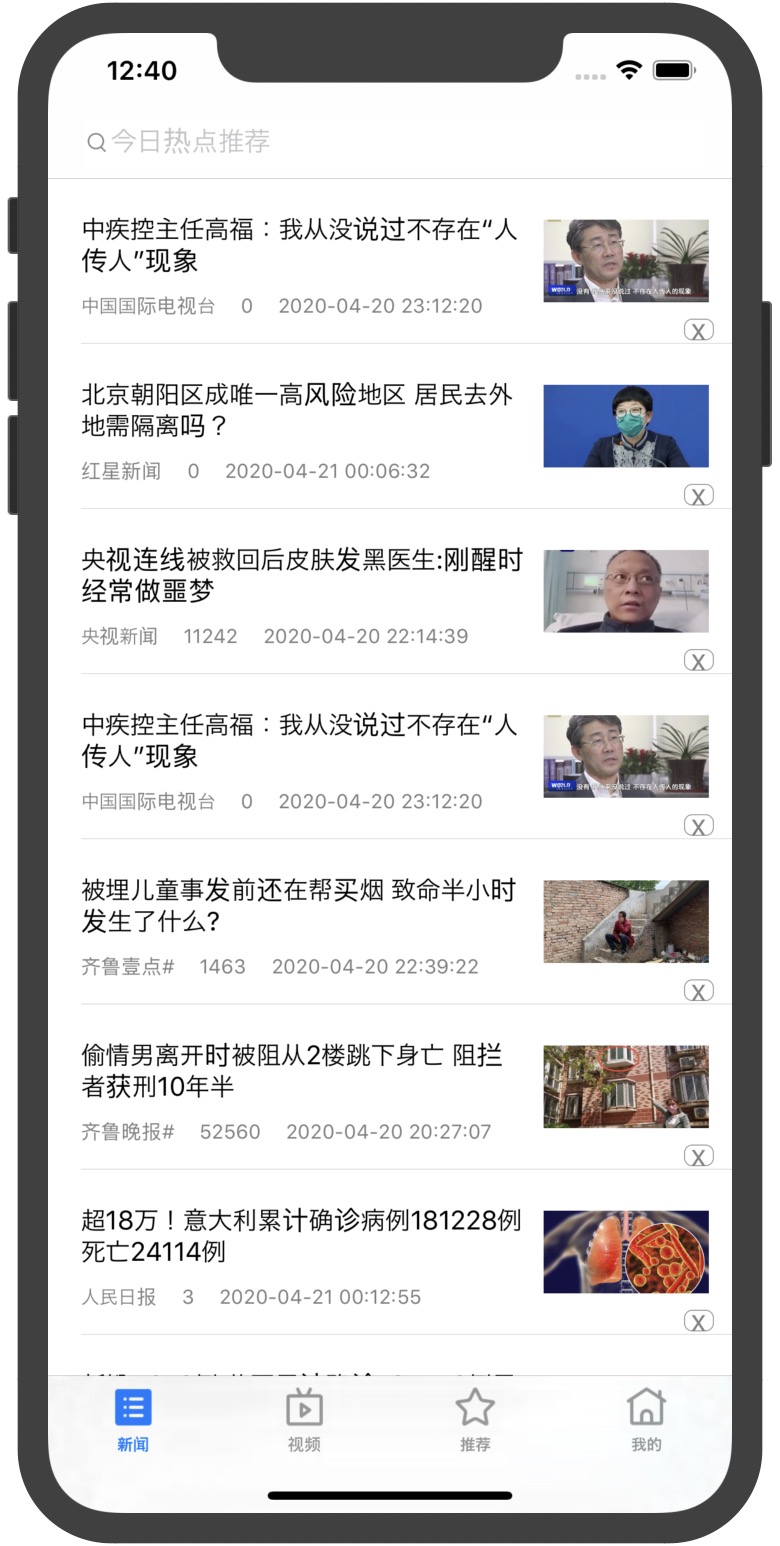 12:40
今日热点推荐
中疾控主任高福：我从没说过不存在“人
传人”现象
中国国际电视台 0 2020-04-20 23:12:20
X
北京朝阳区成唯一高风险地区 居民去外
地需隔离吗？
红星新闻 0 2020-04-21 00:06:32
X
央视连线被救回后皮肤发黑医生:刚醒时
经常做噩梦
央视新闻 11242 2020-04-20 22:14:39
X
中疾控主任高福：我从没说过不存在“人
传人”现象
中国国际电视台 0 2020-04-20 23:12:20
X
被埋儿童事发前还在帮买烟 致命半小时
发生了什么?
齐鲁壹点# 1463 2020-04-20 22:39:22
X
偷情男离开时被阻从2楼跳下身亡 阻拦
者获刑10年半
齐鲁晚报# 52560 2020-04-20 20:27:07
X
超18万！意大利累计确诊病例181228例
死亡24114例
人民日报 3 2020-04-21 00:12:55
X
新闻 视频 推荐 我的